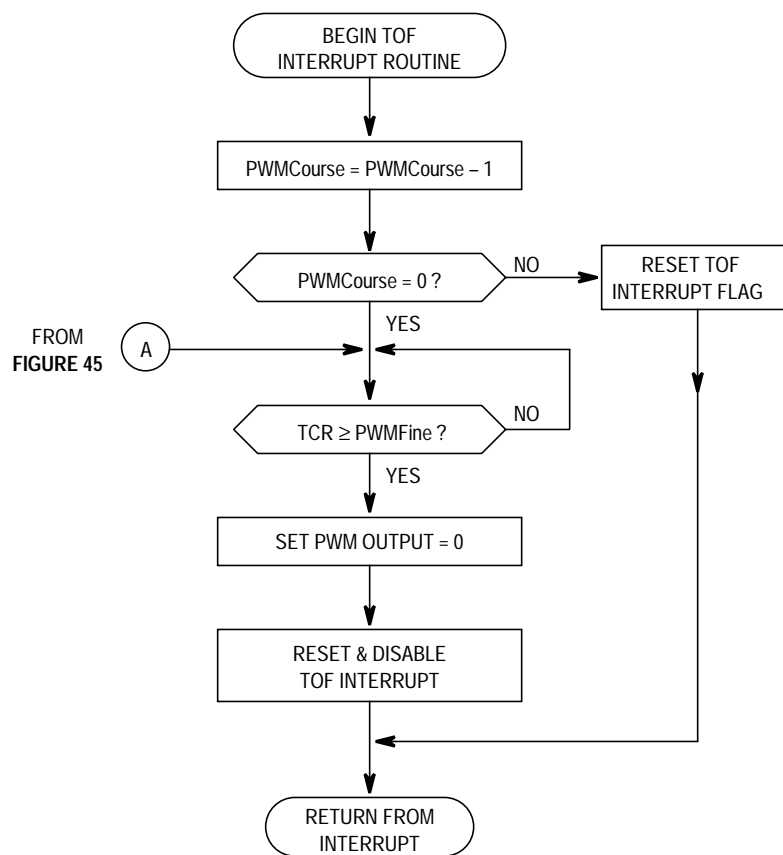 BEGIN TOF
INTERRUPT ROUTINE
PWMCourse = PWMCourse – 1
PWMCourse = 0 ?
NO
RESET TOF
INTERRUPT FLAG
YES
FROM
FIGURE 45
A
TCR ≥ PWMFine ?
NO
YES
SET PWM OUTPUT = 0
RESET & DISABLE
TOF INTERRUPT
RETURN FROM
INTERRUPT